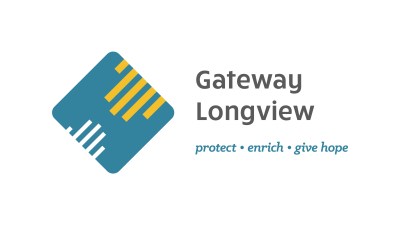 Gateway
Longview
protect • enrich • give hope